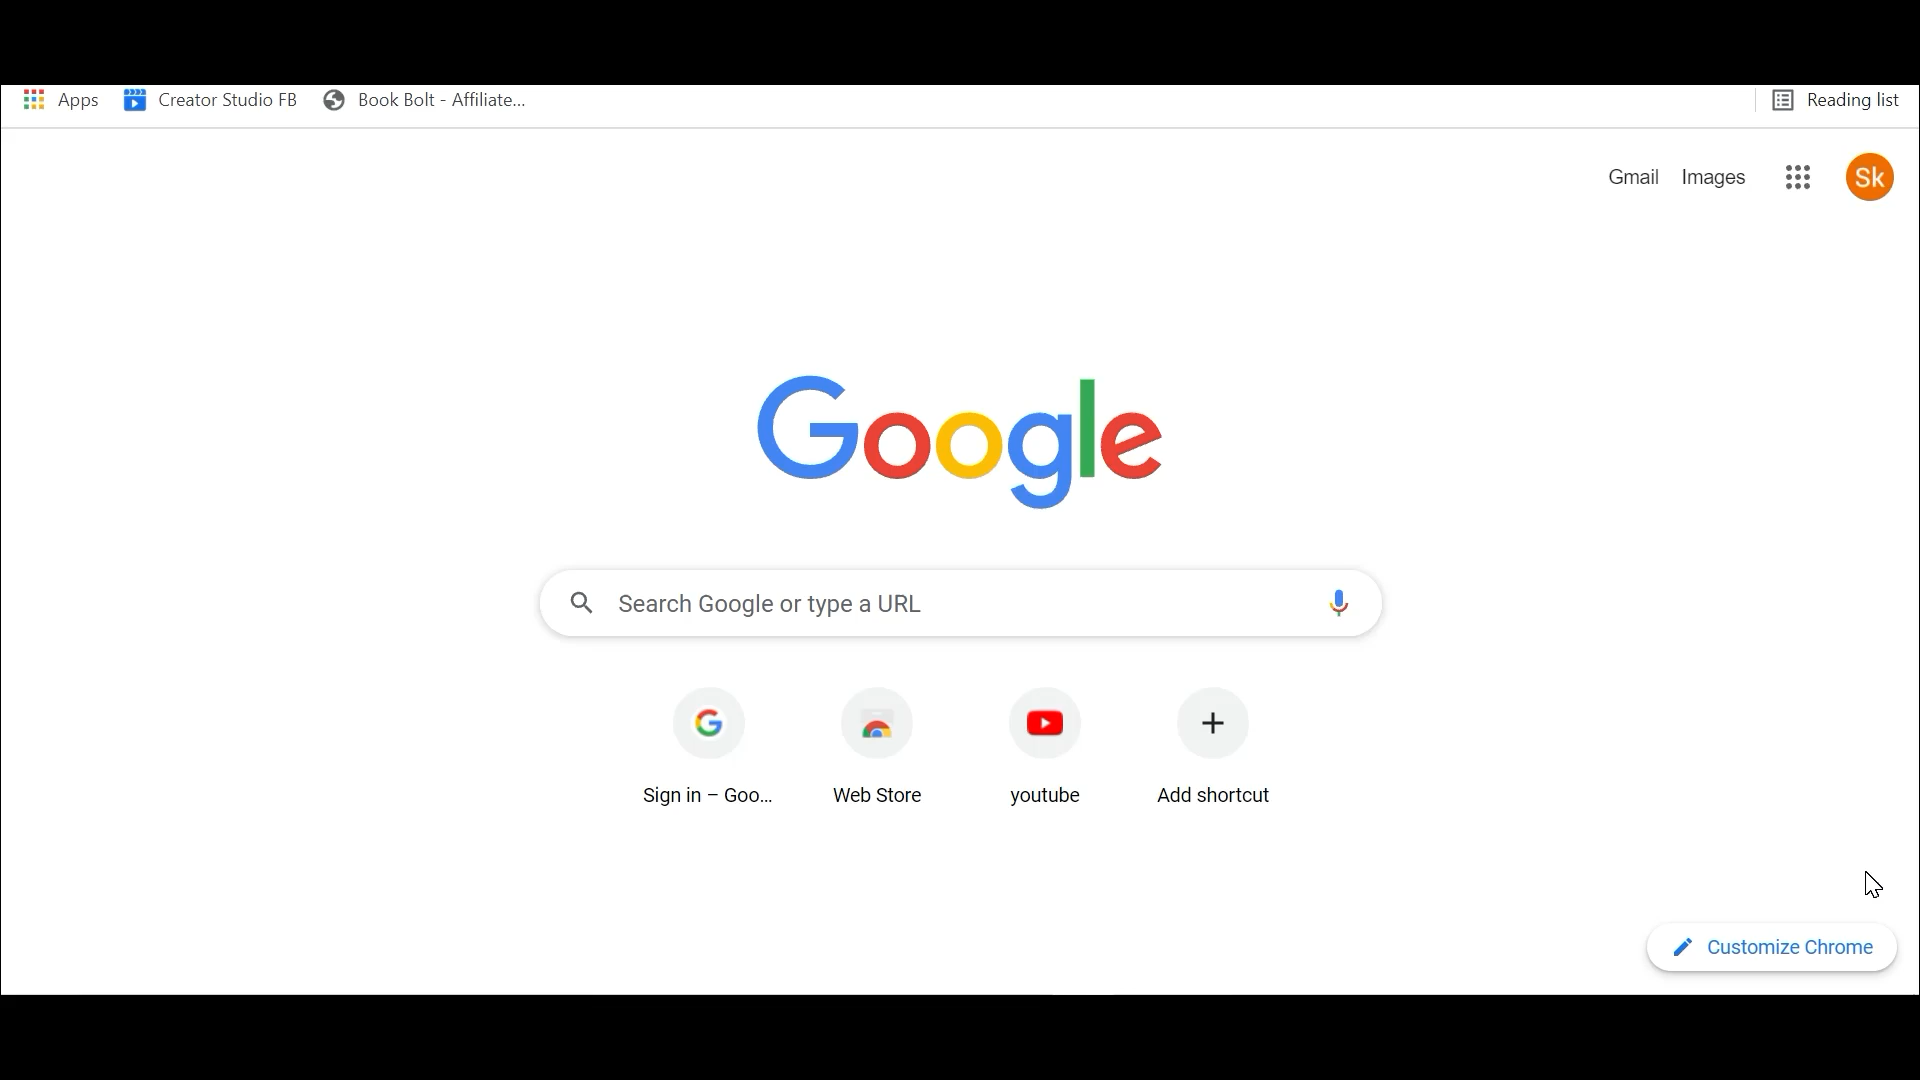 Apps Creator Studio FB Book Bolt - Affiliate... Reading list
Gmail Images Sk
Google
Search Google or type a URL
Sign in – Goo... Web Store youtube Add shortcut
Customize Chrome